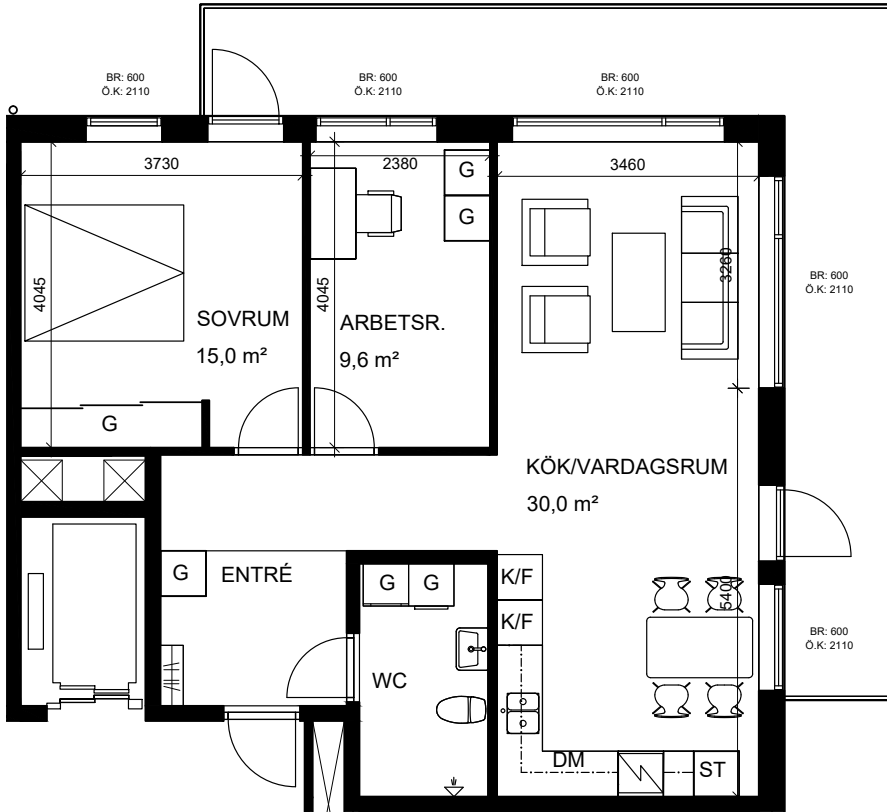 BR: 600
Ö.K: 2110
BR: 600
Ö.K: 2110
BR: 600
Ö.K: 2110
3730
2380
3460
G
G
4045
4045
3260
BR: 600
Ö.K: 2110
SOVRUM
15,0 m²
ARBETSR.
9,6 m²
G
KÖK/VARDAGSRUM
30,0 m²
G
ENTRÉ
G
G
K/F
K/F
5400
BR: 600
Ö.K: 2110
WC
DM
ST